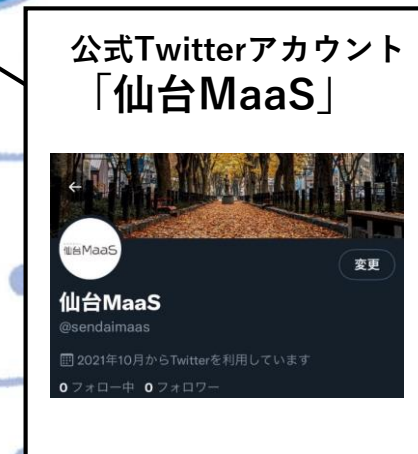 公式Twitterアカウント
「仙台MaaS」
仙台MaaS
変更
仙台MaaS
@sendaimaas
2021年10月からTwitterを利用しています
0 フォロー中 0 フォロワー